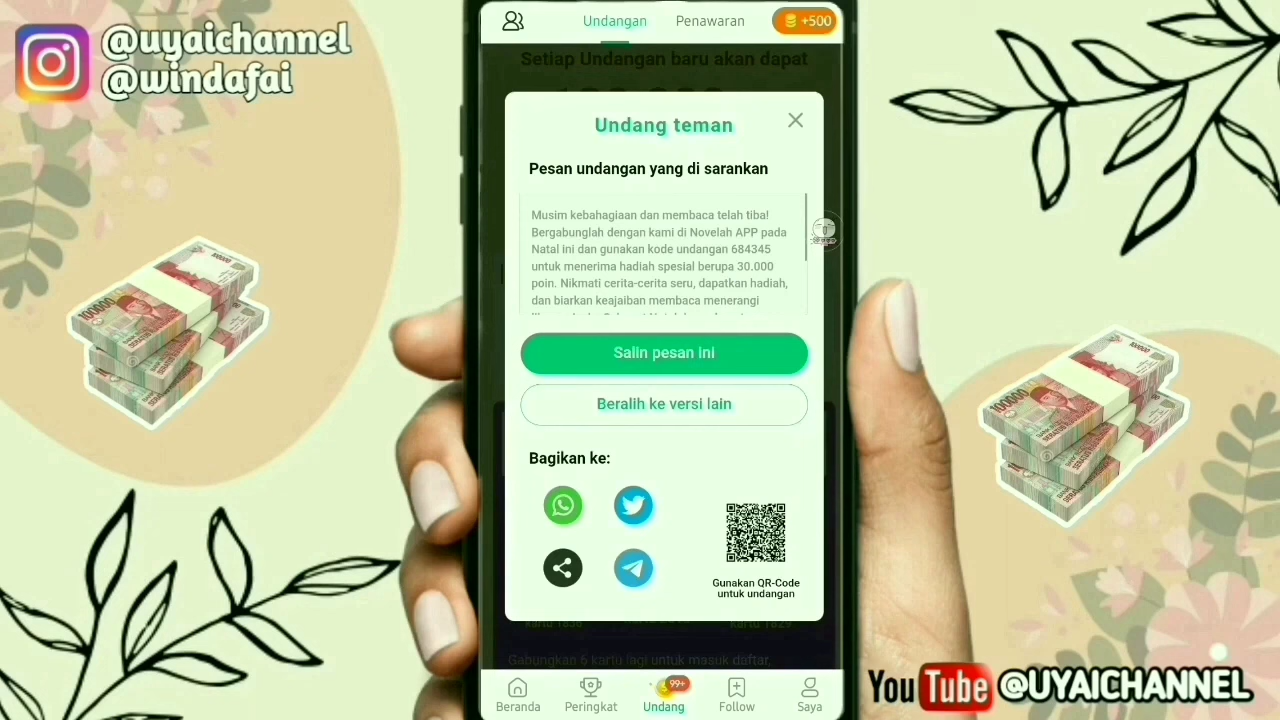 @uyaichannel
@windafai
Undangan
Penawaran
+500
Setiap Undangan baru akan dapat
Undang teman
Pesan undangan yang di sarankan
Musim kebahagiaan dan membaca telah tiba!
Bergabunglah dengan kami di Novelah APP pada
Natal ini dan gunakan kode undangan 684345
untuk menerima hadiah spesial berupa 30.000
poin. Nikmati cerita-cerita seru, dapatkan hadiah,
dan biarkan keajaiban membaca menerangi
Salin pesan ini
Beralih ke versi lain
Bagikan ke:
Gunakan QR-Code
untuk undangan
Gabungkan 6 kartu lagi untuk masuk daftar,
99+
Beranda
Peringkat
Undang
Follow
Saya
100000
100000
100000
100000
YouTube @UYAICHANNEL